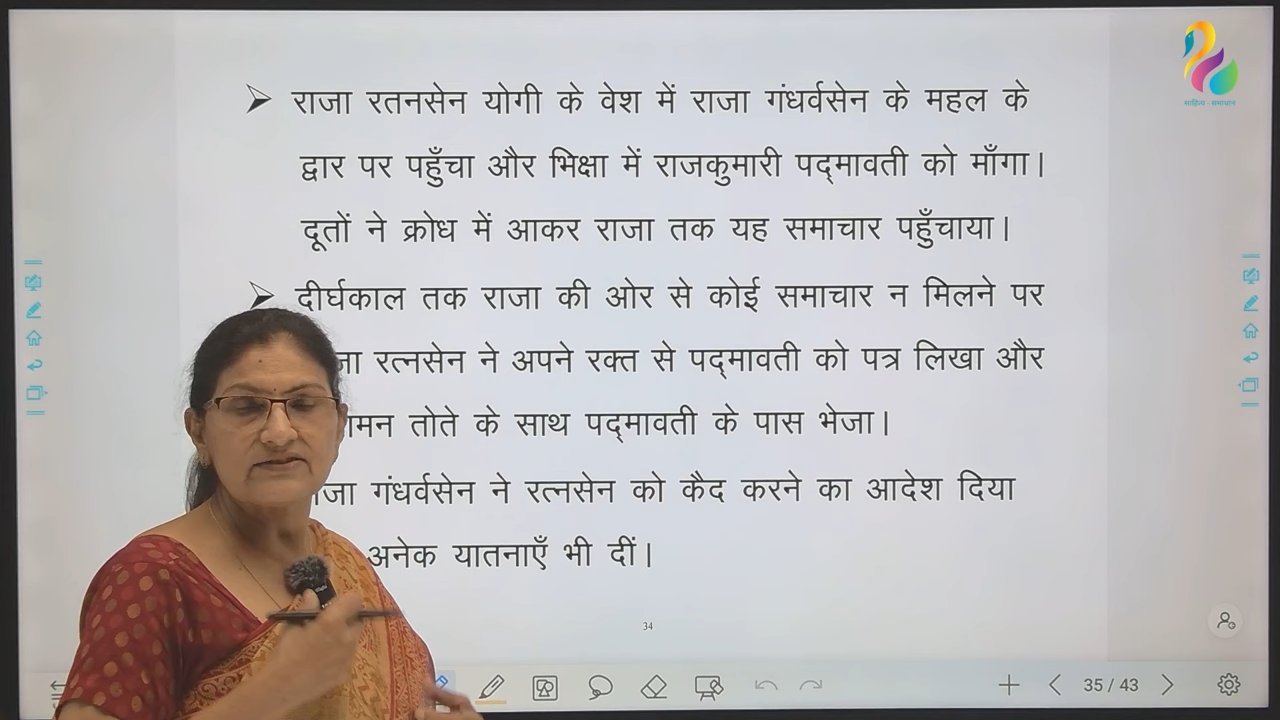 साहित्य - समाधान
राजा रतनसेन योगी के वेश में राजा गंधर्वसेन के महल के
द्वार पर पहुँचा और भिक्षा में राजकुमारी पद्मावती को माँगा।
दूतों ने क्रोध में आकर राजा तक यह समाचार पहुँचाया।
दीर्घकाल तक राजा की ओर से कोई समाचार न मिलने पर
रत्नसेन ने अपने रक्त से पद्मावती को पत्र लिखा और
तोते के साथ पद्मावती के पास भेजा।
गंधर्वसेन ने रत्नसेन को कैद करने का आदेश दिया
अनेक यातनाएँ भी दीं।
34
35 / 43